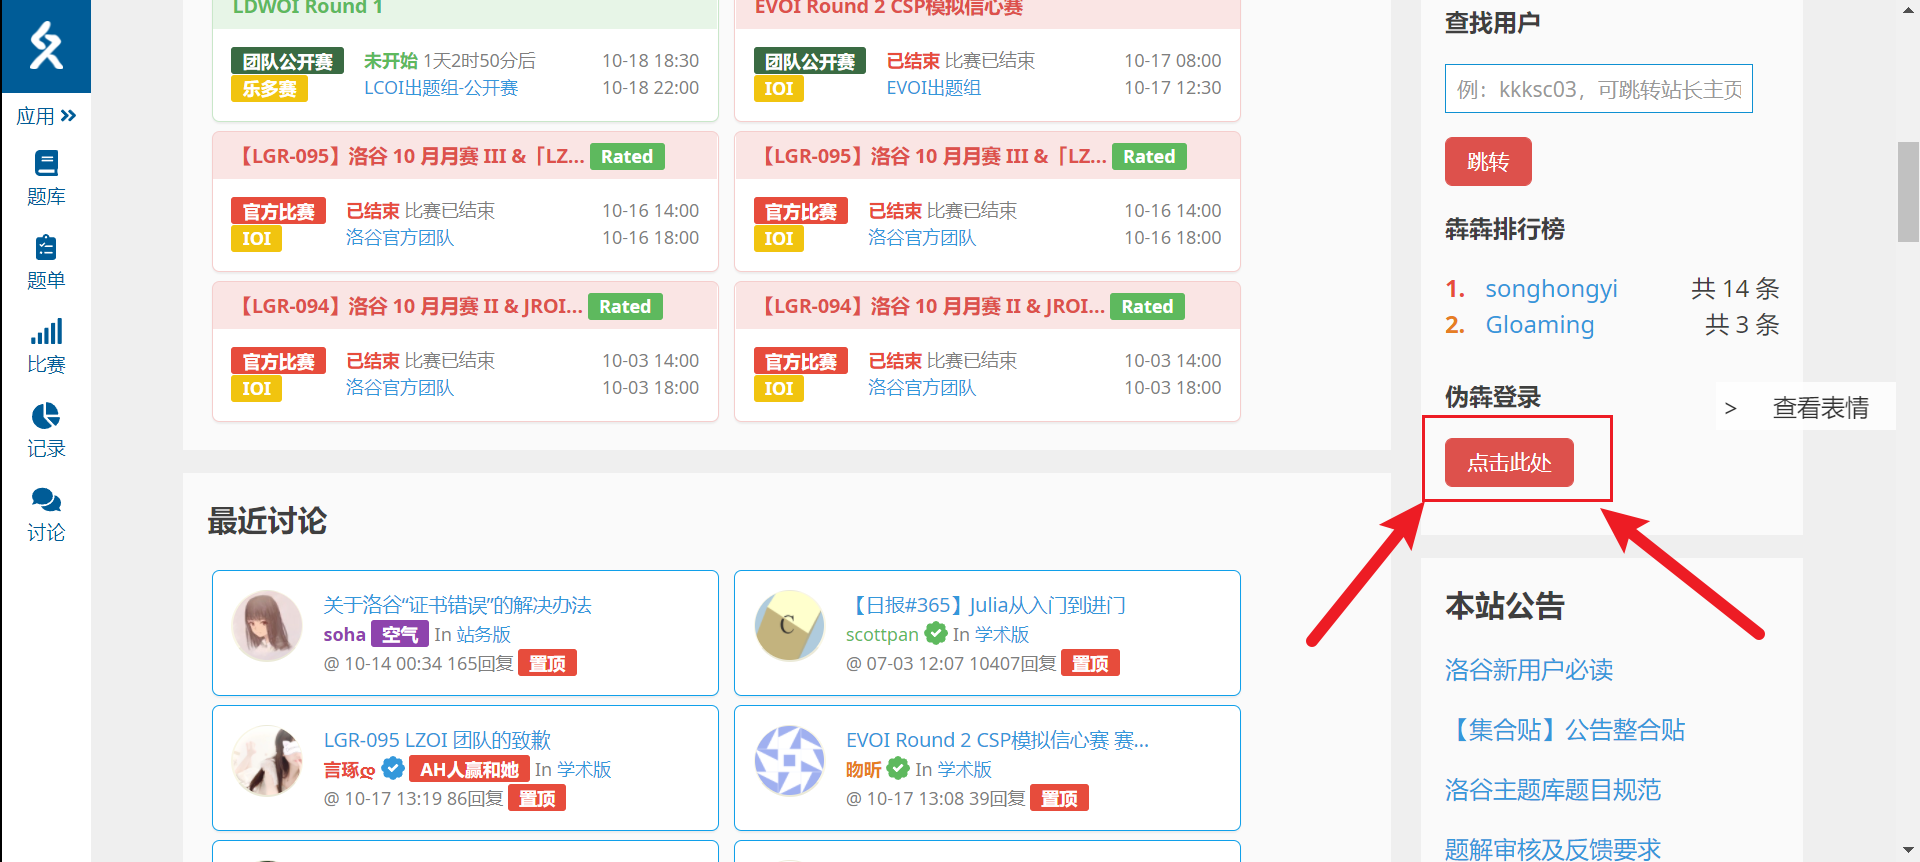 应用
题库
题单
比赛
记录
讨论
LDWOI Round 1
团队公开赛
乐多赛
未开始 1天2时50分后
LCOI出题组-公开赛
10-18 18:30
10-18 22:00
EVOI Round 2 CSP模拟信心赛
团队公开赛
IOI
已结束 比赛已结束
EVOI出题组
10-17 08:00
10-17 12:30
【LGR-095】洛谷 10 月月赛 III &「LZ... Rated
官方比赛
IOI
已结束 比赛已结束
洛谷官方团队
10-16 14:00
10-16 18:00
【LGR-095】洛谷 10 月月赛 III &「LZ... Rated
官方比赛
IOI
已结束 比赛已结束
洛谷官方团队
10-16 14:00
10-16 18:00
【LGR-094】洛谷 10 月月赛 II & JROI... Rated
官方比赛
IOI
已结束 比赛已结束
洛谷官方团队
10-03 14:00
10-03 18:00
【LGR-094】洛谷 10 月月赛 II & JROI... Rated
官方比赛
IOI
已结束 比赛已结束
洛谷官方团队
10-03 14:00
10-03 18:00
最近讨论
关于洛谷“证书错误”的解决办法
soha 空气 In 站务版
@ 10-14 00:34 165回复 置顶
【日报#365】Julia从入门到进门
C
scottpan In 学术版
@ 07-03 12:07 10407回复 置顶
LGR-095 LZOI 团队的致歉
言琢დ AH人赢和她 In 学术版
@ 10-17 13:19 86回复 置顶
EVOI Round 2 CSP模拟信心赛 赛...
昒昕 In 学术版
@ 10-17 13:08 39回复 置顶
查找用户
例：kkksc03，可跳转站长主页
跳转
犇犇排行榜
1. songhongyi 共 14 条
2. Gloaming 共 3 条
伪犇登录
点击此处
> 查看表情
本站公告
洛谷新用户必读
【集合贴】公告整合贴
洛谷主题库题目规范
题解审核及反馈要求